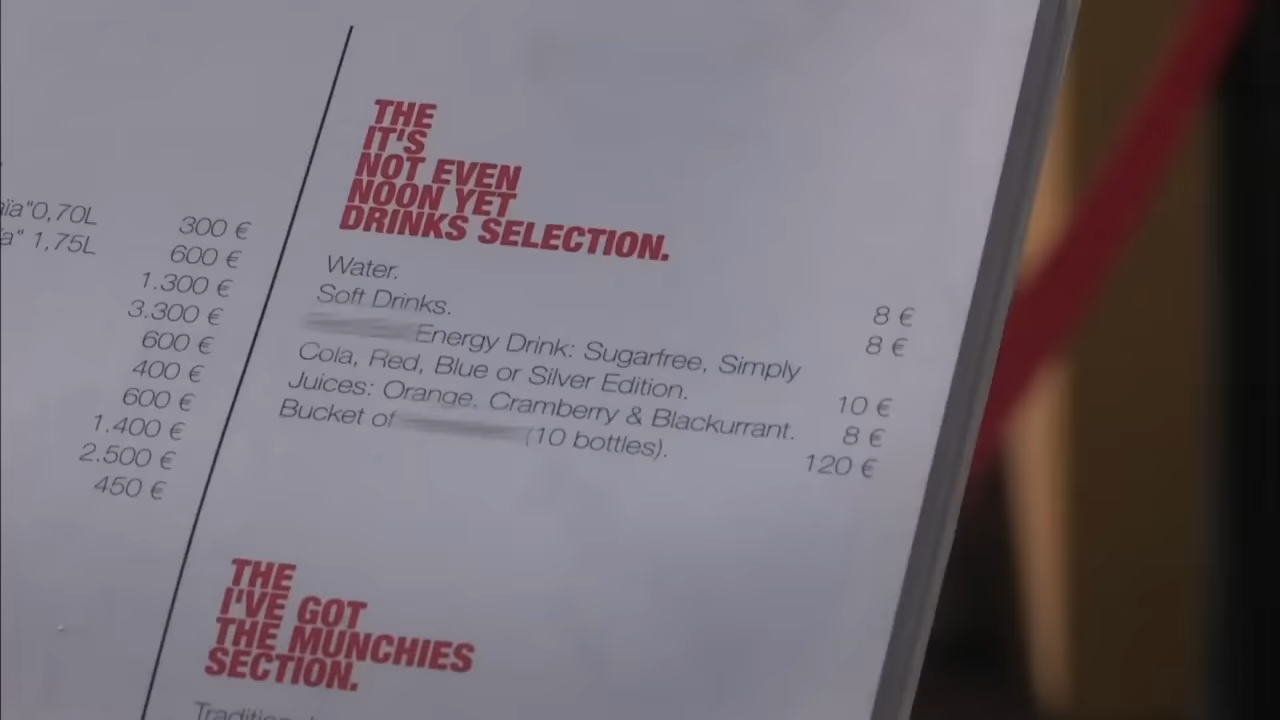 0,70L 300 €
1,75L 600 €
1.300 €
3.300 €
600 €
400 €
600 €
1.400 €
2.500 €
450 €
THE
IT'S
NOT EVEN
NOON YET
DRINKS SELECTION.
Water. 8 €
Soft Drinks. 8 €
Energy Drink: Sugarfree, Simply
Cola, Red, Blue or Silver Edition. 10 €
Juices: Orange, Cramberry & Blackurrant. 8 €
Bucket of (10 bottles). 120 €
THE
I'VE GOT
THE MUNCHIES
SECTION.